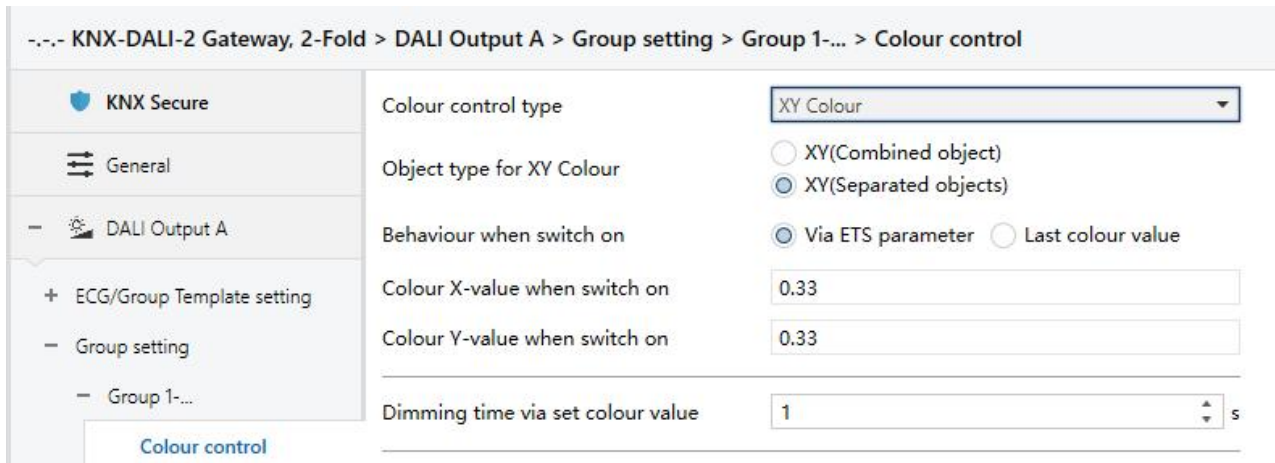 -.-.- KNX-DALI-2 Gateway, 2-Fold > DALI Output A > Group setting > Group 1-... > Colour control
KNX Secure
General
DALI Output A
ECG/Group Template setting
Group setting
Group 1-...
Colour control
Colour control type XY Colour
Object type for XY Colour XY(Combined object)
XY(Separated objects)
Behaviour when switch on Via ETS parameter Last colour value
Colour X-value when switch on 0.33
Colour Y-value when switch on 0.33
Dimming time via set colour value 1 s